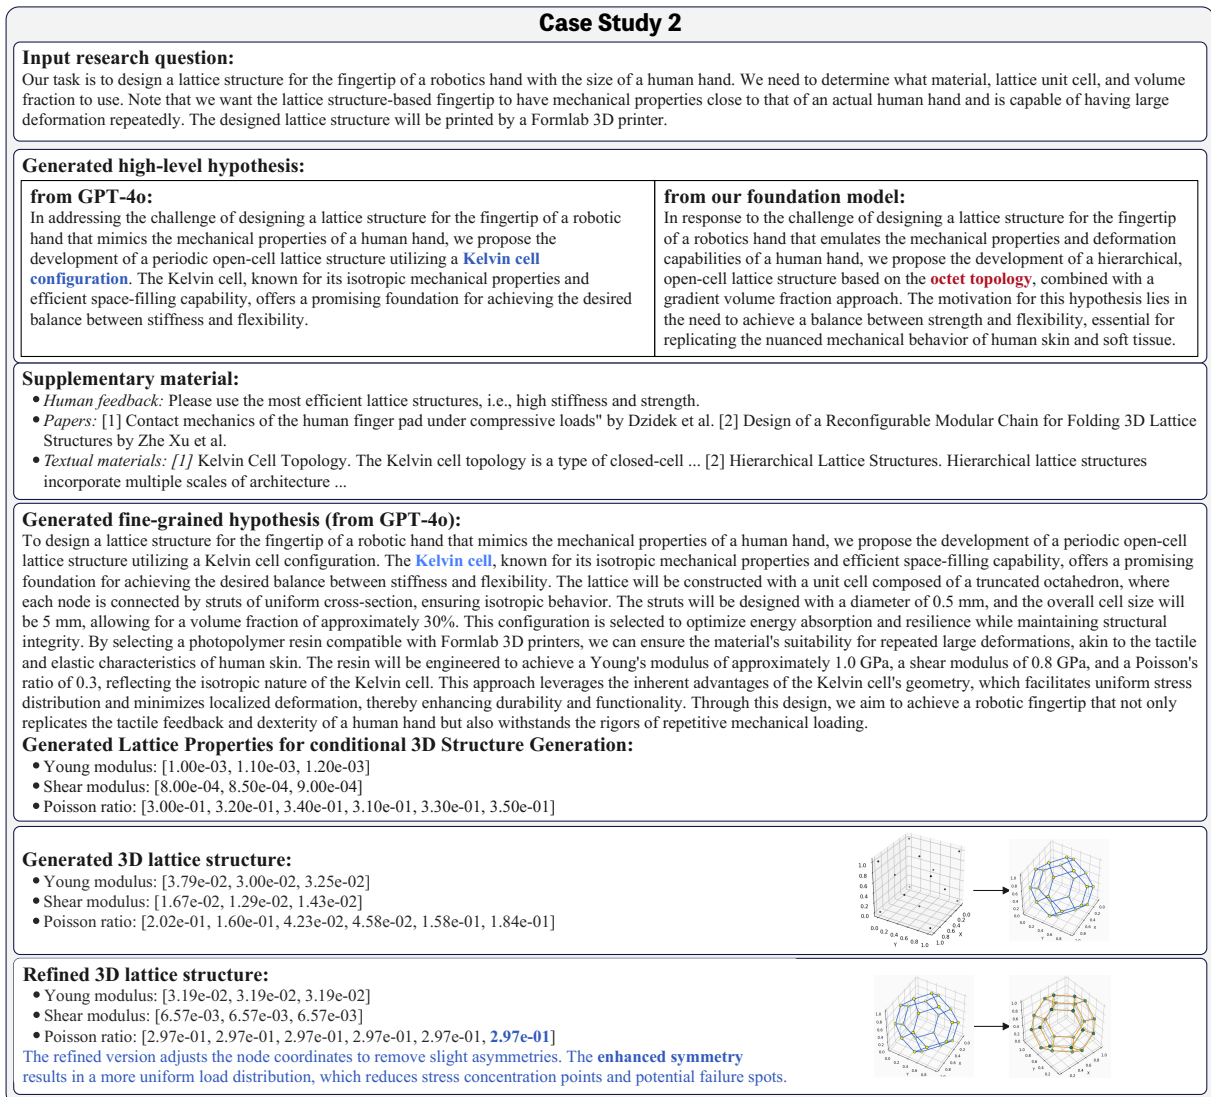 Case Study 2
Input research question:
Our task is to design a lattice structure for the fingertip of a robotics hand with the size of a human hand. We need to determine what material, lattice unit cell, and volume
fraction to use. Note that we want the lattice structure-based fingertip to have mechanical properties close to that of an actual human hand and is capable of having large
deformation repeatedly. The designed lattice structure will be printed by a Formlab 3D printer.
Generated high-level hypothesis:
from GPT-4o:
In addressing the challenge of designing a lattice structure for the fingertip of a robotic
hand that mimics the mechanical properties of a human hand, we propose the
development of a periodic open-cell lattice structure utilizing a Kelvin cell
configuration. The Kelvin cell, known for its isotropic mechanical properties and
efficient space-filling capability, offers a promising foundation for achieving the desired
balance between stiffness and flexibility.
from our foundation model:
In response to the challenge of designing a lattice structure for the fingertip
of a robotics hand that emulates the mechanical properties and deformation
capabilities of a human hand, we propose the development of a hierarchical,
open-cell lattice structure based on the octet topology, combined with a
gradient volume fraction approach. The motivation for this hypothesis lies in
the need to achieve a balance between strength and flexibility, essential for
replicating the nuanced mechanical behavior of human skin and soft tissue.
Supplementary material:
• Human feedback: Please use the most efficient lattice structures, i.e., high stiffness and strength.
• Papers: [1] Contact mechanics of the human finger pad under compressive loads" by Dzidek et al. [2] Design of a Reconfigurable Modular Chain for Folding 3D Lattice
Structures by Zhe Xu et al.
• Textual materials: [1] Kelvin Cell Topology. The Kelvin cell topology is a type of closed-cell ... [2] Hierarchical Lattice Structures. Hierarchical lattice structures
incorporate multiple scales of architecture ...
Generated fine-grained hypothesis (from GPT-4o):
To design a lattice structure for the fingertip of a robotic hand that mimics the mechanical properties of a human hand, we propose the development of a periodic open-cell
lattice structure utilizing a Kelvin cell configuration. The Kelvin cell, known for its isotropic mechanical properties and efficient space-filling capability, offers a promising
foundation for achieving the desired balance between stiffness and flexibility. The lattice will be constructed with a unit cell composed of a truncated octahedron, where
each node is connected by struts of uniform cross-section, ensuring isotropic behavior. The struts will be designed with a diameter of 0.5 mm, and the overall cell size will
be 5 mm, allowing for a volume fraction of approximately 30%. This configuration is selected to optimize energy absorption and resilience while maintaining structural
integrity. By selecting a photopolymer resin compatible with Formlab 3D printers, we can ensure the material's suitability for repeated large deformations, akin to the tactile
and elastic characteristics of human skin. The resin will be engineered to achieve a Young's modulus of approximately 1.0 GPa, a shear modulus of 0.8 GPa, and a Poisson's
ratio of 0.3, reflecting the isotropic nature of the Kelvin cell. This approach leverages the inherent advantages of the Kelvin cell's geometry, which facilitates uniform stress
distribution and minimizes localized deformation, thereby enhancing durability and functionality. Through this design, we aim to achieve a robotic fingertip that not only
replicates the tactile feedback and dexterity of a human hand but also withstands the rigors of repetitive mechanical loading.
Generated Lattice Properties for conditional 3D Structure Generation:
• Young modulus: [1.00e-03, 1.10e-03, 1.20e-03]
• Shear modulus: [8.00e-04, 8.50e-04, 9.00e-04]
• Poisson ratio: [3.00e-01, 3.20e-01, 3.40e-01, 3.10e-01, 3.30e-01, 3.50e-01]
Generated 3D lattice structure:
• Young modulus: [3.79e-02, 3.00e-02, 3.25e-02]
• Shear modulus: [1.67e-02, 1.29e-02, 1.43e-02]
• Poisson ratio: [2.02e-01, 1.60e-01, 4.23e-02, 4.58e-02, 1.58e-01, 1.84e-01]
Refined 3D lattice structure:
• Young modulus: [3.19e-02, 3.19e-02, 3.19e-02]
• Shear modulus: [6.57e-03, 6.57e-03, 6.57e-03]
• Poisson ratio: [2.97e-01, 2.97e-01, 2.97e-01, 2.97e-01, 2.97e-01, 2.97e-01]
The refined version adjusts the node coordinates to remove slight asymmetries. The enhanced symmetry
results in a more uniform load distribution, which reduces stress concentration points and potential failure spots.